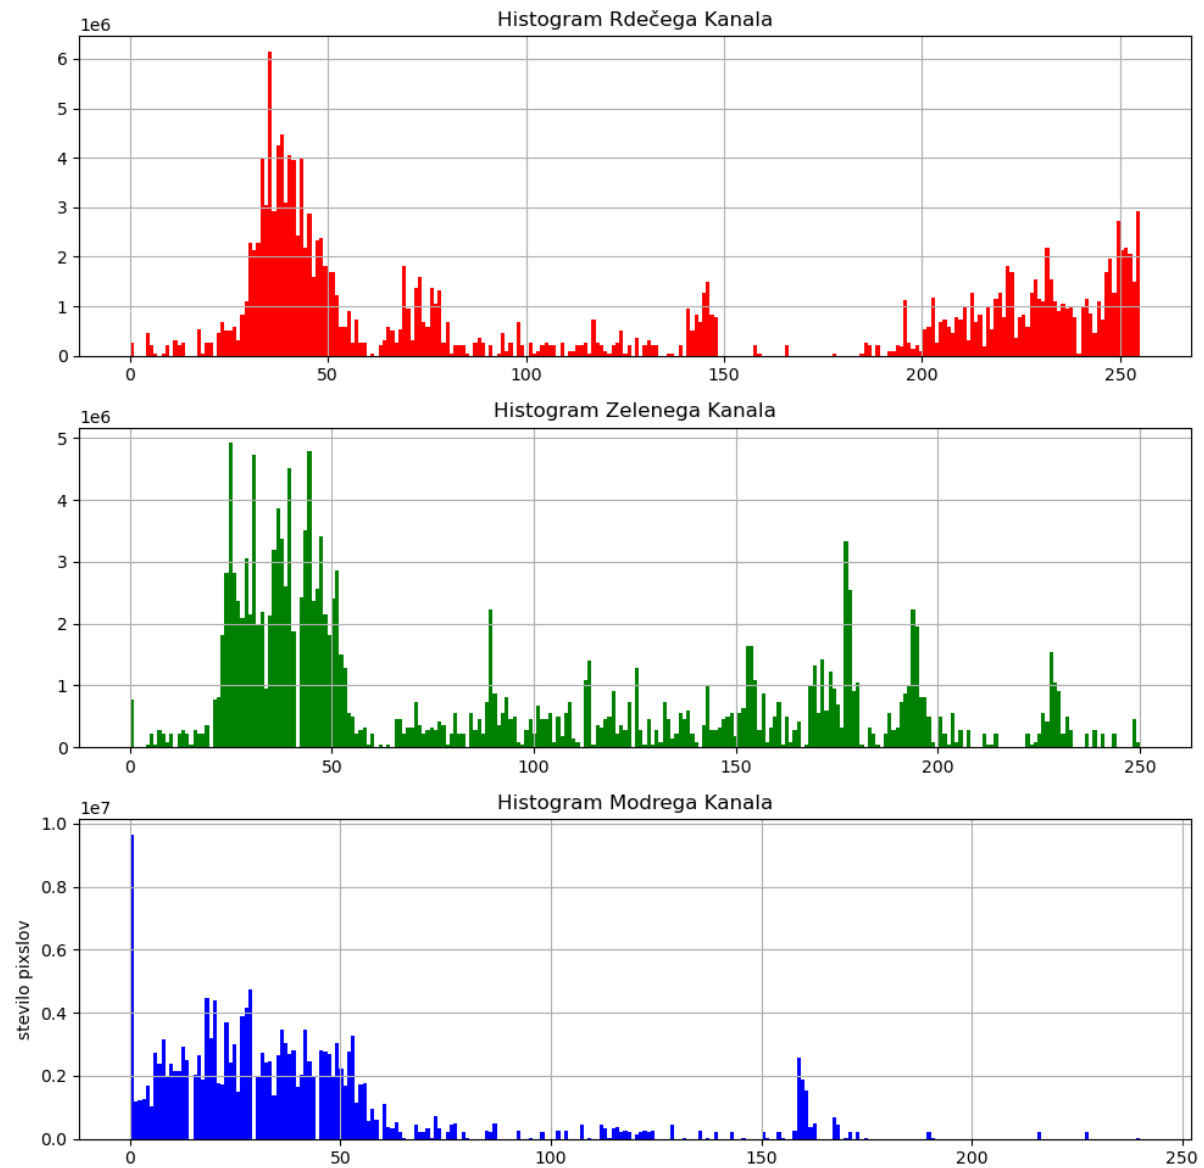 Histogram Rdečega Kanala
1e6
6
5
4
3
2
1
0
0 50 100 150 200 250
Histogram Zelenega Kanala
1e6
5
4
3
2
1
0
0 50 100 150 200 250
Histogram Modrega Kanala
1e7
1.0
0.8
0.6
0.4
0.2
0.0
stevilo pixslov
0 50 100 150 200 250